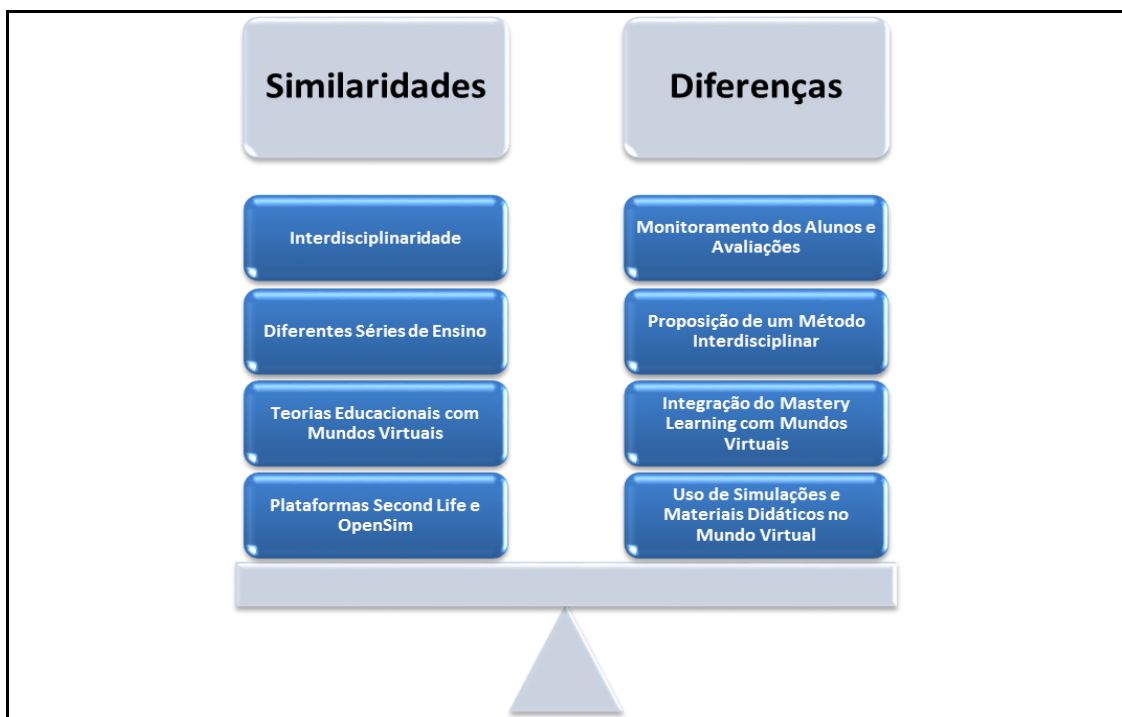 Similaridades
Interdisciplinaridade
Diferentes Séries de Ensino
Teorias Educacionais com
Mundos Virtuais
Plataformas Second Life e
OpenSim
Diferenças
Monitoramento dos Alunos e
Avaliações
Proposição de um Método
Interdisciplinar
Integração do Mastery
Learning com Mundos
Virtuais
Uso de Simulações e
Materiais Didáticos no
Mundo Virtual